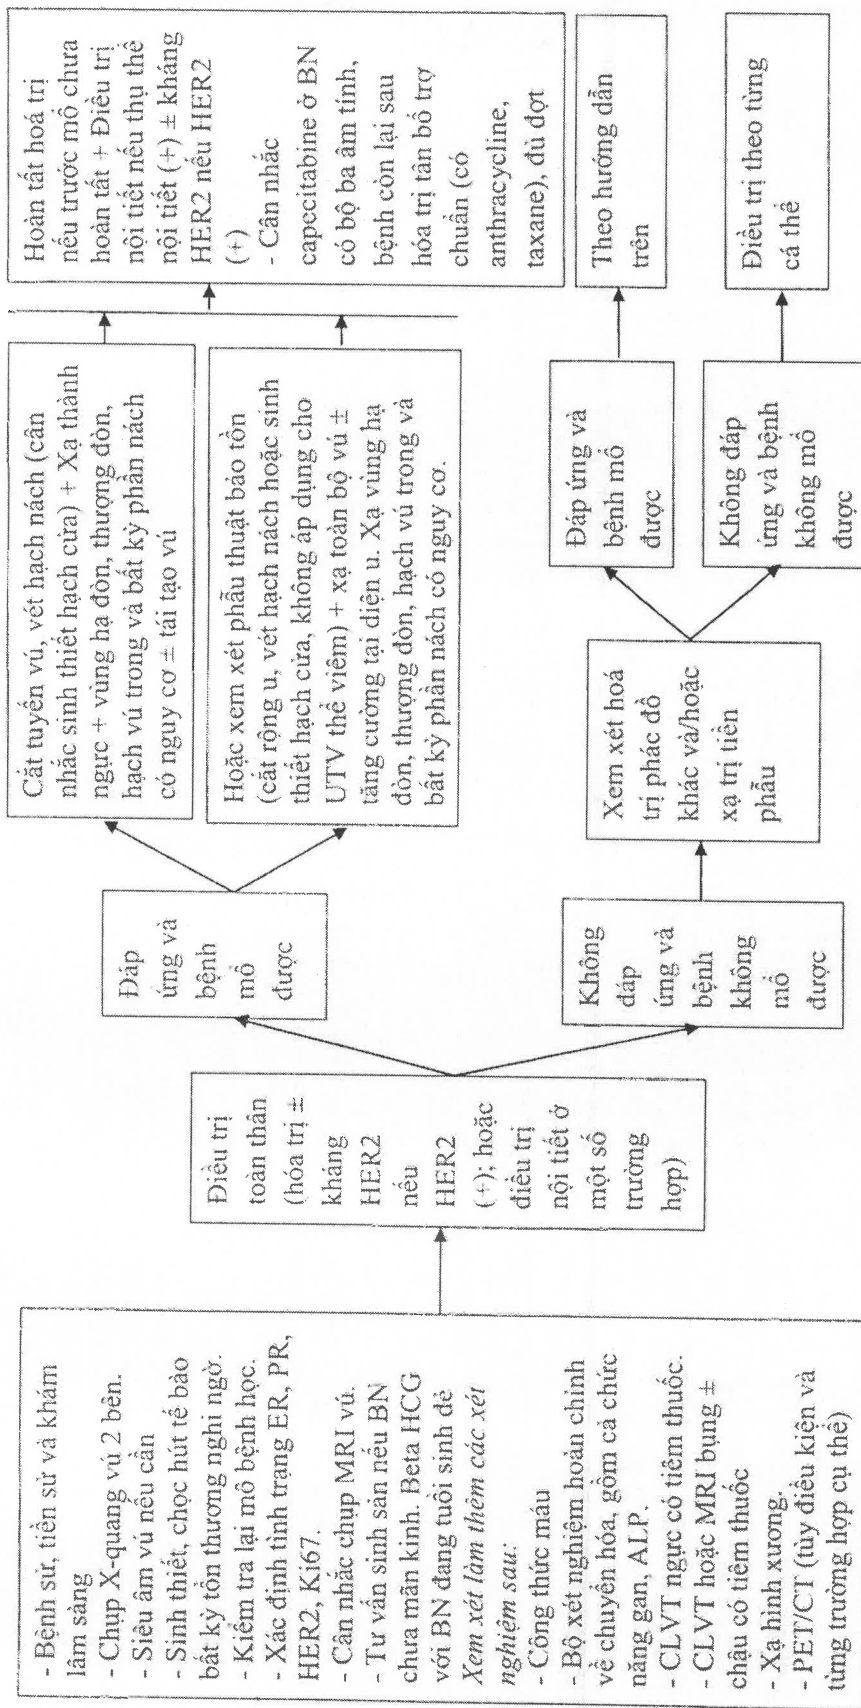 - Bệnh sử, tiền sử và khám
lâm sàng
- Chụp X-quang vú 2 bên.
- Siêu âm vú nếu cần
- Sinh thiết, chọc hút tế bào
bất kỳ tổn thương nghi ngờ.
- Kiểm tra lại mô bệnh học.
- Xác định tình trạng ER, PR,
HER2, Ki67.
- Cân nhắc chụp MRI vú.
- Tư vấn sinh sản nếu BN
chưa mãn kinh. Beta HCG
với BN đang tuổi sinh đẻ
Xem xét làm thêm các xét
nghiệm sau:
- Công thức máu
- Bộ xét nghiệm hoàn chỉnh
về chuyển hóa, gồm cả chức
năng gan, ALP.
- CLVT ngực có tiêm thuốc.
- CLVT hoặc MRI bụng ±
chậu có tiêm thuốc
- Xạ hình xương.
- PET/CT (tùy điều kiện và
từng trường hợp cụ thể)
Điều trị
toàn thân
(hóa trị ±
kháng
HER2
nếu
HER2
(+); hoặc
điều trị
nội tiết ở
một số
trường
hợp)
Đáp
ứng và
bệnh
mổ
được
Không
đáp
ứng và
bệnh
không
mổ
được
Cắt tuyến vú, vét hạch nách (cân
nhắc sinh thiết hạch cửa) + Xạ thành
ngực + vùng hạ đòn, thượng đòn,
hạch vú trong và bất kỳ phần nách
có nguy cơ ± tái tạo vú
Hoặc xem xét phẫu thuật bảo tồn
(cắt rộng u, vét hạch nách hoặc sinh
thiết hạch cửa, không áp dụng cho
UTV thể viêm) + xạ toàn bộ vú ±
tăng cường tại diện u. Xạ vùng hạ
đòn, thượng đòn, hạch vú trong và
bất kỳ phần nách có nguy cơ.
Xem xét hoá
trị phác đồ
khác và/hoặc
xạ trị tiền
phẫu
Đáp ứng và
bệnh mổ
được
Không đáp
ứng và bệnh
không mổ
được
Hoàn tất hoá trị
nếu trước mổ chưa
hoàn tất + Điều trị
nội tiết nếu thụ thể
nội tiết (+) ± kháng
HER2 nếu HER2
(+)
- Cân nhắc
capecitabine ở BN
có bộ ba âm tính,
bệnh còn lại sau
hóa trị tân bổ trợ
chuẩn (có
anthracycline,
taxane), đủ đợt
Theo hướng dẫn
trên
Điều trị theo từng
cá thể